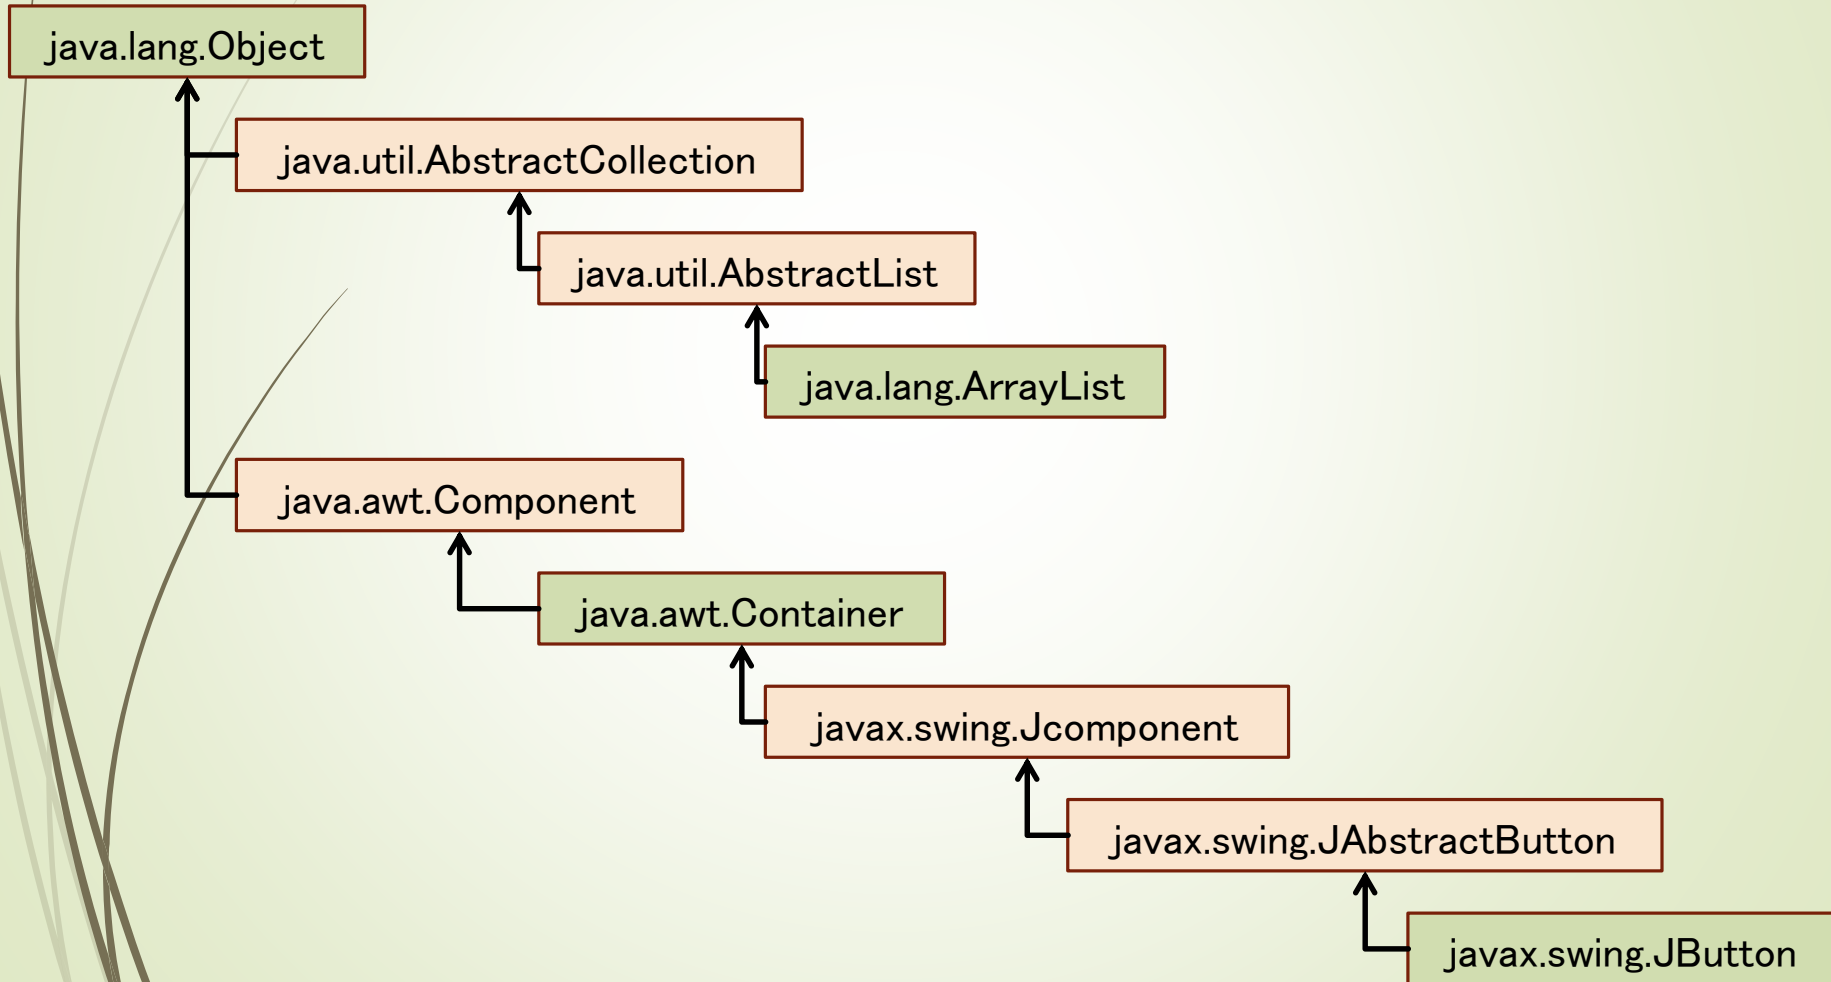 java.lang.Object
java.util.AbstractCollection
java.util.AbstractList
java.lang.ArrayList
java.awt.Component
java.awt.Container
javax.swing.Jcomponent
javax.swing.JAbstractButton
javax.swing.JButton